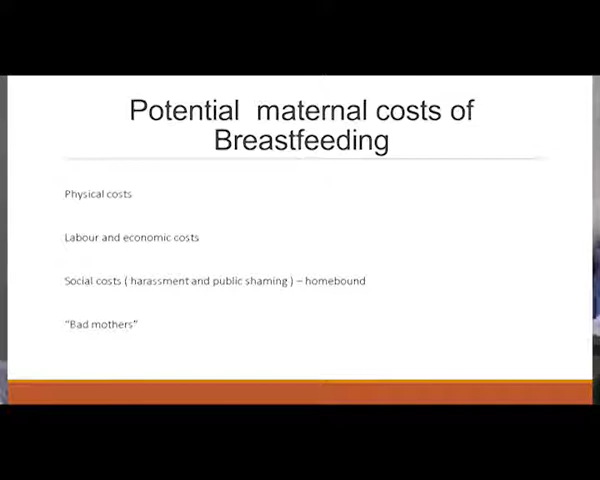 Potential maternal costs of
Breastfeeding
Physical costs
Labour and economic costs
Social costs ( harassment and public shaming ) – homebound
"Bad mothers"